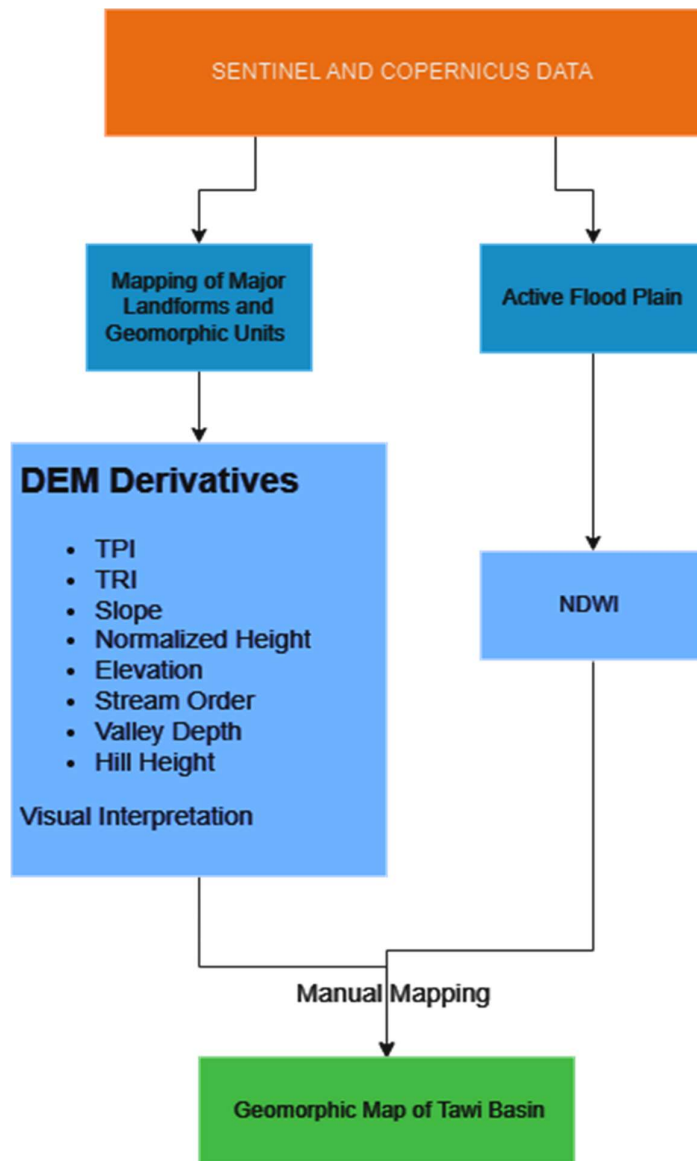 SENTINEL AND COPERNICUS DATA
Mapping of Major
Landforms and
Geomorphic Units
Active Flood Plain
DEM Derivatives
• TPI
• TRI
• Slope
• Normalized Height
• Elevation
• Stream Order
• Valley Depth
• Hill Height
Visual Interpretation
NDWI
Manual Mapping
Geomorphic Map of Tawi Basin